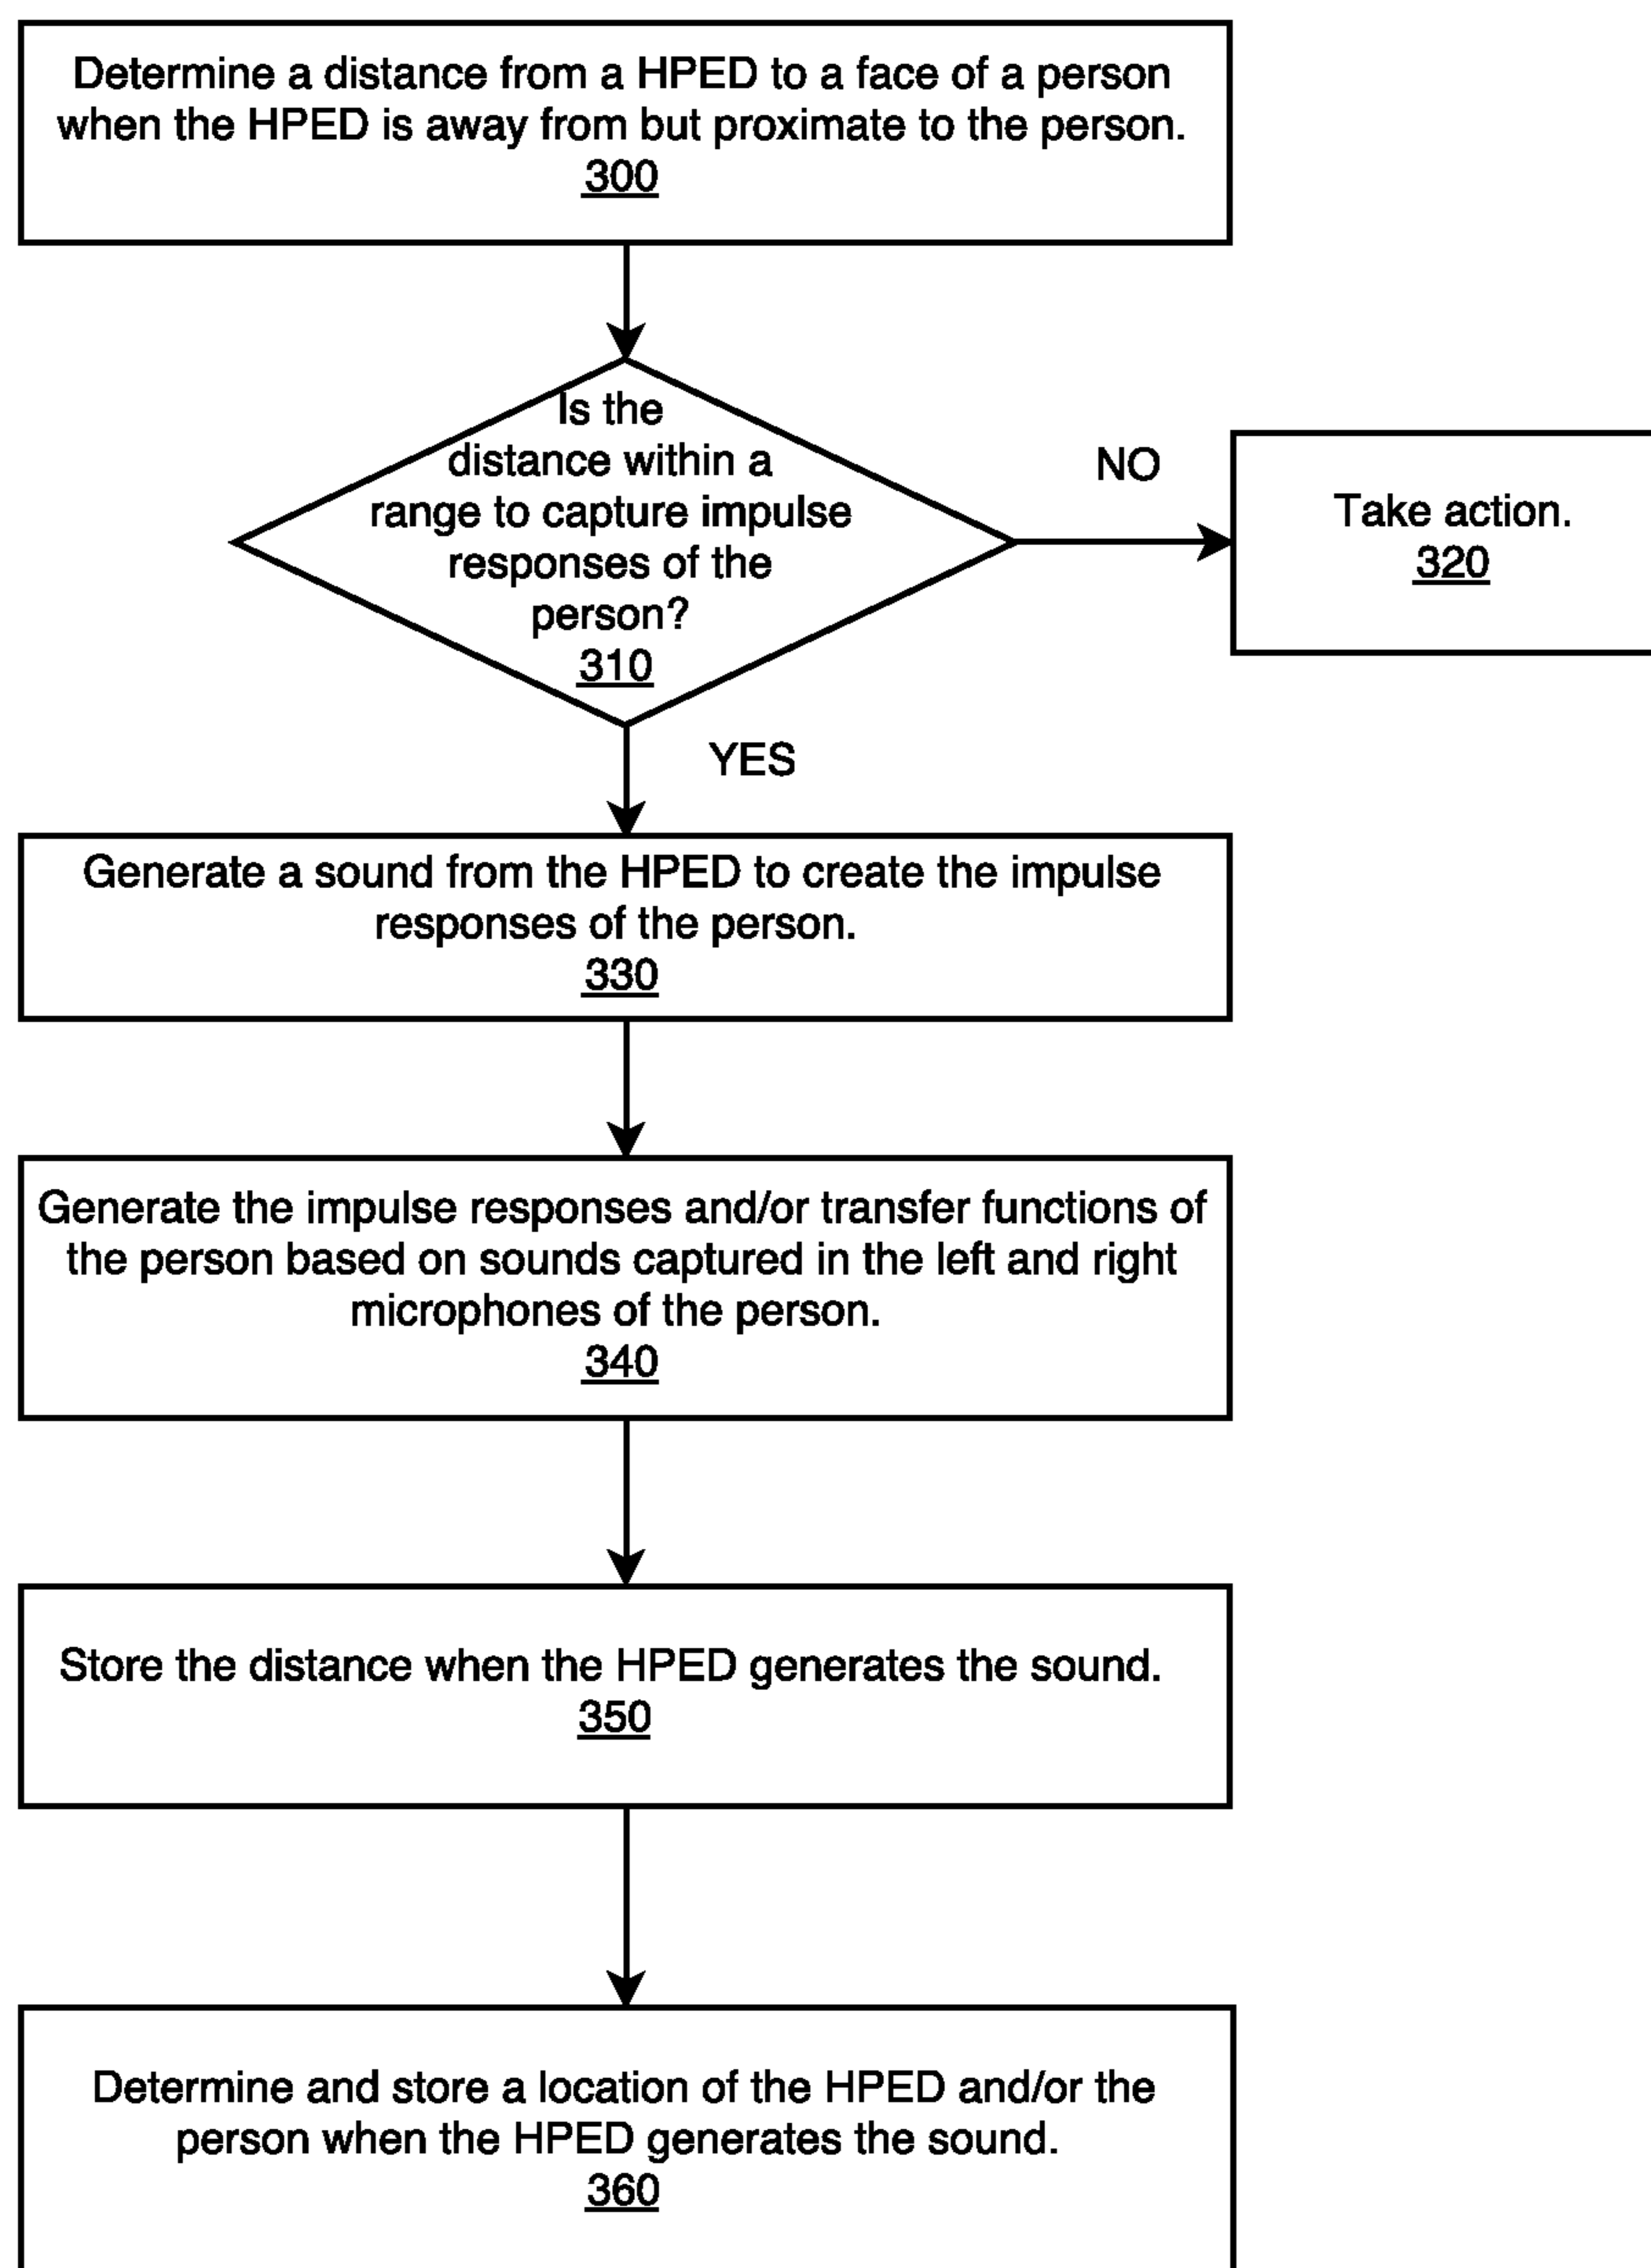 Determine a distance from a HPED to a face of a person
when the HPED is away from but proximate to the person.
300
Is the
distance within a
range to capture impulse
responses of the
person?
310
NO
Take action.
320
YES
Generate a sound from the HPED to create the impulse
responses of the person.
330
Generate the impulse responses and/or transfer functions of
the person based on sounds captured in the left and right
microphones of the person.
340
Store the distance when the HPED generates the sound.
350
Determine and store a location of the HPED and/or the
person when the HPED generates the sound.
360